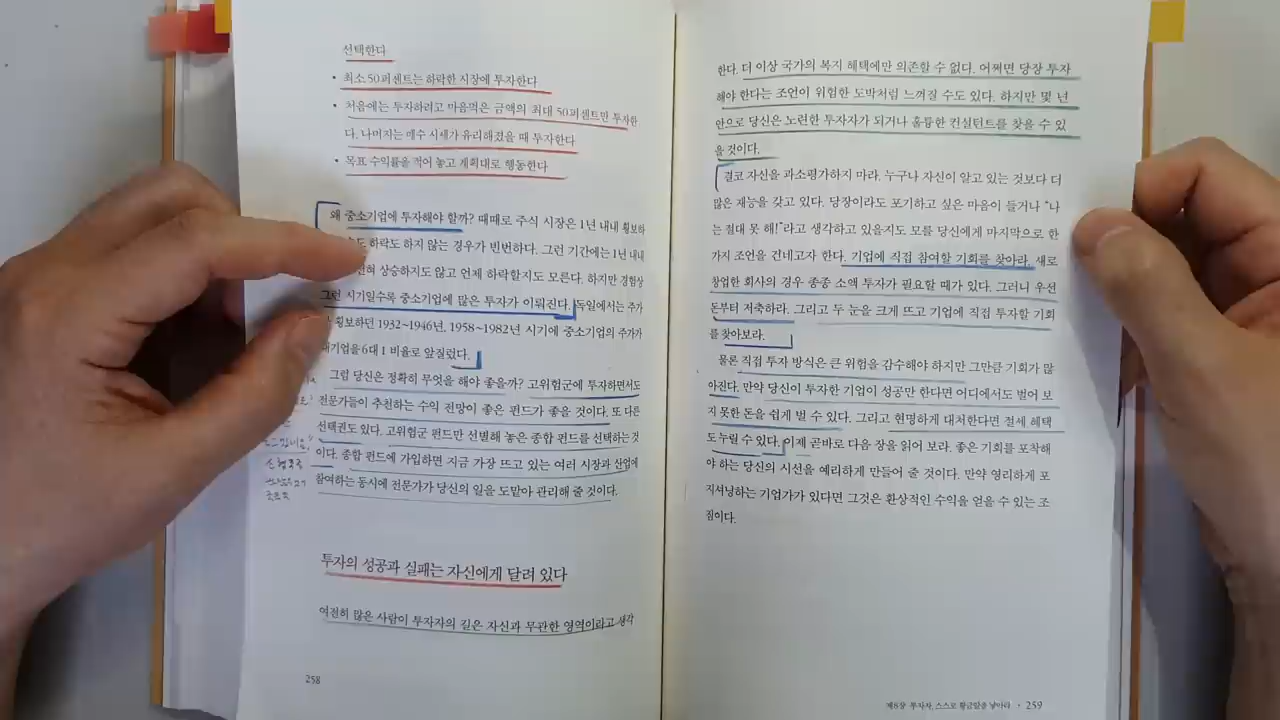 선택한다
• 최소 50퍼센트는 하락한 시장에 투자한다
• 처음에는 투자하려고 마음먹은 금액의 최대 50퍼센트만 투자한
다. 나머지는 매수 시세가 유리해졌을 때 투자한다
• 목표 수익률을 적어 놓고 계획대로 행동한다
왜 중소기업에 투자해야 할까? 때때로 주식 시장은 1년 내내 횡보하
하락도 하지 않는 경우가 빈번하다. 그런 기간에는 1년 내내
상승하지도 않고 언제 하락할지도 모른다. 하지만 경험상
그런 시기일수록 중소기업에 많은 투자가 이뤄진다. 독일에서는 주가
횡보하던 1932~1946년, 1958~1982년 시기에 중소기업의 주가가
대기업을 6대 1 비율로 앞질렀다.
그럼 당신은 정확히 무엇을 해야 좋을까? 고위험군에 투자하면서도
전문가들이 추천하는 수익 전망이 좋은 펀드가 좋을 것이다. 또 다른
선택권도 있다. 고위험군 펀드만 선별해 놓은 종합 펀드를 선택하는 것
이다. 종합 펀드에 가입하면 지금 가장 뜨고 있는 여러 시장과 산업에
참여하는 동시에 전문가가 당신의 일을 도맡아 관리해 줄 것이다.
투자의 성공과 실패는 자신에게 달려 있다
여전히 많은 사람이 투자자의 길은 자신과 무관한 영역이라고 생각
258
한다. 더 이상 국가의 복지 혜택에만 의존할 수 없다. 어쩌면 당장 투자
해야 한다는 조언이 위험한 도박처럼 느껴질 수도 있다. 하지만 몇 년
안으로 당신은 노련한 투자자가 되거나 훌륭한 컨설턴트를 찾을 수 있
을 것이다.
결코 자신을 과소평가하지 마라. 누구나 자신이 알고 있는 것보다 더
많은 재능을 갖고 있다. 당장이라도 포기하고 싶은 마음이 들거나 “나
는 절대 못 해!”라고 생각하고 있을지도 모를 당신에게 마지막으로 한
가지 조언을 건네고자 한다. 기업에 직접 참여할 기회를 찾아라. 새로
창업한 회사의 경우 종종 소액 투자가 필요할 때가 있다. 그러니 우선
돈부터 저축하라. 그리고 두 눈을 크게 뜨고 기업에 직접 투자할 기회
를 찾아보라.
물론 직접 투자 방식은 큰 위험을 감수해야 하지만 그만큼 기회가 많
아진다. 만약 당신이 투자한 기업이 성공만 한다면 어디에서도 벌어 보
지 못한 돈을 쉽게 벌 수 있다. 그리고 현명하게 대처한다면 절세 혜택
도 누릴 수 있다. 이제 곧바로 다음 장을 읽어 보라. 좋은 기회를 포착해
야 하는 당신의 시선을 예리하게 만들어 줄 것이다. 만약 영리하게 포
지셔닝하는 기업가가 있다면 그것은 환상적인 수익을 얻을 수 있는 조
짐이다.
제8장 투자자, 스스로 황금알을 낳아라 • 259